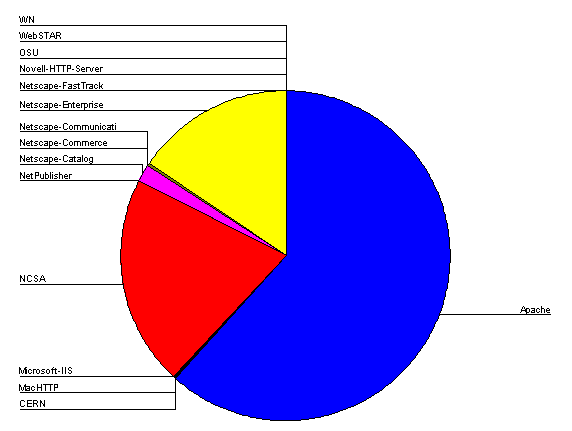 WN
WebSTAR
OSU
Novell-HTTP-Server
Netscape-FastTrack
Netscape-Enterprise
Netscape-Communicati
Netscape-Commerce
Netscape-Catalog
NetPublisher
NCSA
Apache
Microsoft-IIS
MacHTTP
CERN